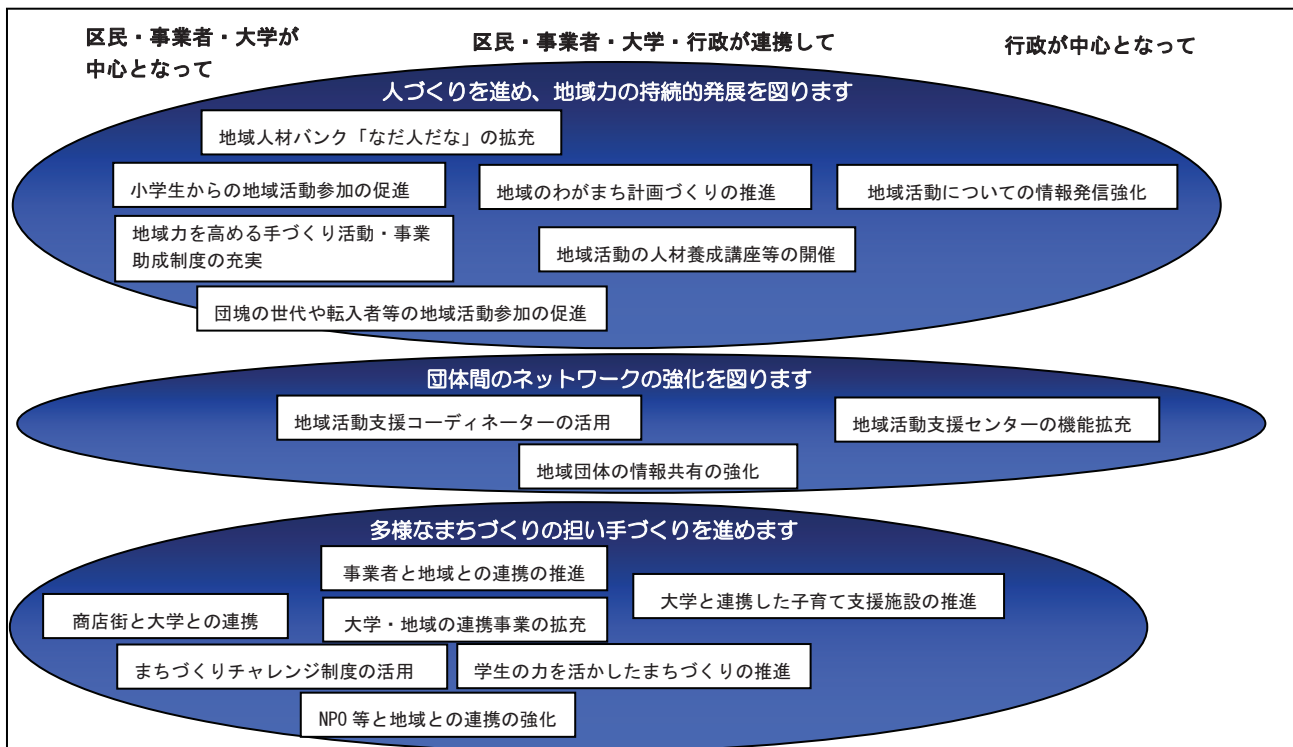 区民・事業者・大学が
中心となって
区民・事業者・大学・行政が連携して
行政が中心となって
人づくりを進め、地域力の持続的発展を図ります
地域人材バンク「なだ人だな」の拡充
小学生からの地域活動参加の促進
地域のわがまち計画づくりの推進
地域活動についての情報発信強化
地域力を高める手づくり活動・事業
助成制度の充実
地域活動の人材養成講座等の開催
団塊の世代や転入者等の地域活動参加の促進
団体間のネットワークの強化を図ります
地域活動支援コーディネーターの活用
地域活動支援センターの機能拡充
地域団体の情報共有の強化
多様なまちづくりの担い手づくりを進めます
事業者と地域との連携の推進
大学と連携した子育て支援施設の推進
商店街と大学との連携
大学・地域の連携事業の拡充
まちづくりチャレンジ制度の活用
学生の力を活かしたまちづくりの推進
NPO 等と地域との連携の強化